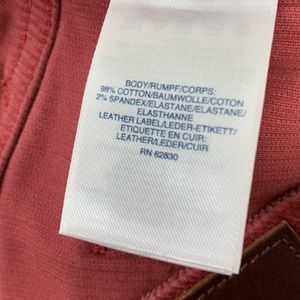 BODY/RUMPF/CORPS:
98% COTTON/BAUMWOLLE/COTON
2% SPANDEX/ELASTANE/ELASTANE/
ELASTHANNE
LEATHER LABEL/LEDER-ETIKETT/
ETIQUETTE EN CUIR:
LEATHER/LEDER/CUIR
RN 62830